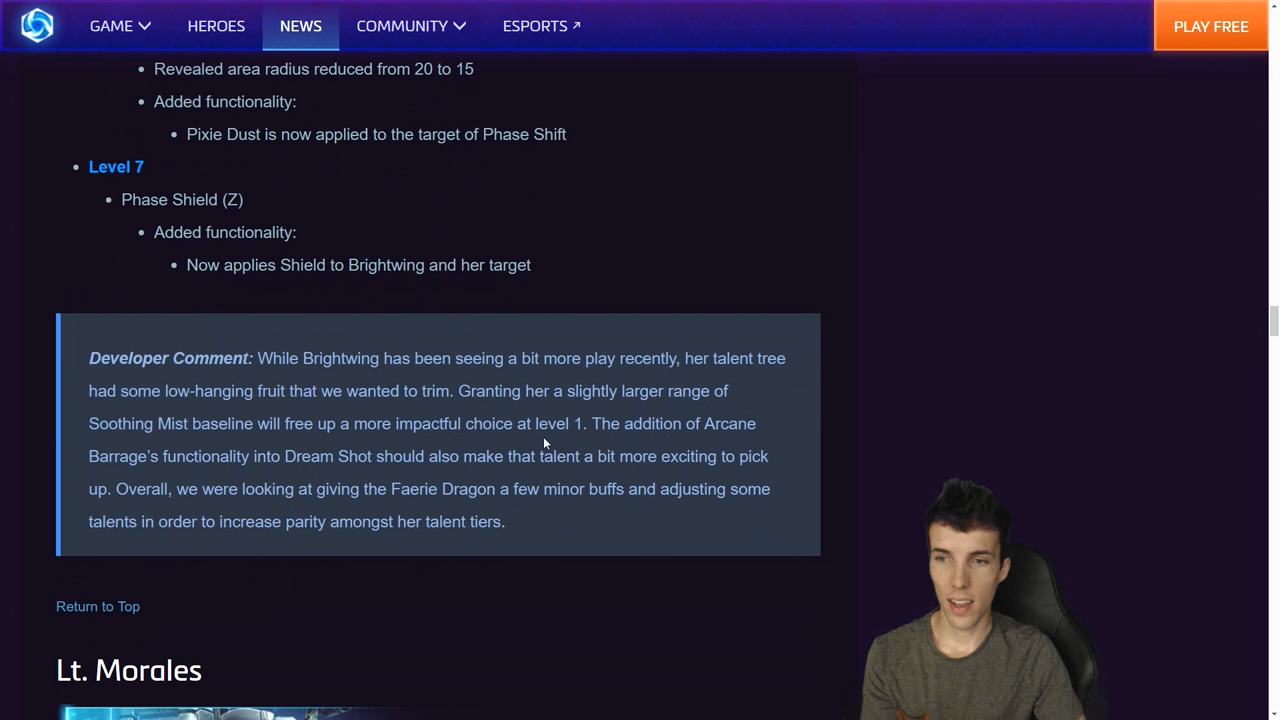 GAME HEROES NEWS COMMUNITY ESPORTS PLAY FREE
Revealed area radius reduced from 20 to 15
Added functionality:
Pixie Dust is now applied to the target of Phase Shift
Level 7
Phase Shield (Z)
Added functionality:
Now applies Shield to Brightwing and her target
Developer Comment: While Brightwing has been seeing a bit more play recently, her talent tree
had some low-hanging fruit that we wanted to trim. Granting her a slightly larger range of
Soothing Mist baseline will free up a more impactful choice at level 1. The addition of Arcane
Barrage’s functionality into Dream Shot should also make that talent a bit more exciting to pick
up. Overall, we were looking at giving the Faerie Dragon a few minor buffs and adjusting some
talents in order to increase parity amongst her talent tiers.
Return to Top
Lt. Morales